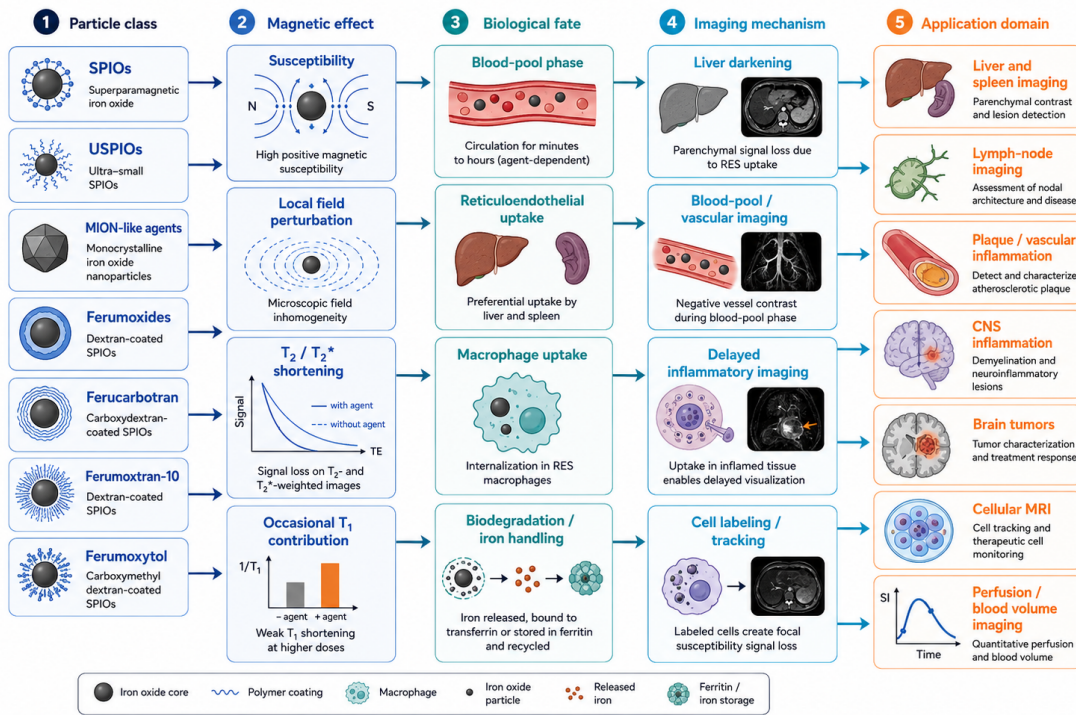 1 Particle class
2 Magnetic effect
3 Biological fate
4 Imaging mechanism
5 Application domain
SPIOs
Superparamagnetic
iron oxide
USPIOs
Ultra–small
SPIOs
MION-like agents
Monocrystalline
iron oxide
nanoparticles
Ferumoxides
Dextran-coated
SPIOs
Ferucarbotran
Carboxydextran-
coated SPIOs
Ferumoxtran-10
Dextran-coated
SPIOs
Ferumoxytol
Carboxymethyl
dextran-coated
SPIOs
Susceptibility
N S
High positive magnetic
susceptibility
Local field
perturbation
Microscopic field
inhomogeneity
T₂ / T₂*
shortening
Signal
with agent
without agent
TE
Signal loss on T₂- and
T₂*-weighted images
Occasional T₁
contribution
1/T₁
– agent + agent
Weak T₁ shortening
at higher doses
Blood-pool phase
Circulation for minutes
to hours (agent-dependent)
Reticuloendothelial
uptake
Preferential uptake by
liver and spleen
Macrophage uptake
Internalization in RES
macrophages
Biodegradation /
iron handling
Iron released, bound to
transferrin or stored in ferritin
and recycled
Liver darkening
Parenchymal signal loss due
to RES uptake
Blood-pool /
vascular imaging
Negative vessel contrast
during blood-pool phase
Delayed
inflammatory imaging
Uptake in inflamed tissue
enables delayed visualization
Cell labeling /
tracking
Labeled cells create focal
susceptibility signal loss
Liver and
spleen imaging
Parenchymal contrast
and lesion detection
Lymph-node
imaging
Assessment of nodal
architecture and disease
Plaque / vascular
inflammation
Detect and characterize
atherosclerotic plaque
CNS
inflammation
Demyelination and
neuroinflammatory
lesions
Brain tumors
Tumor characterization
and treatment response
Cellular MRI
Cell tracking and
therapeutic cell
monitoring
SI
Time
Perfusion /
blood volume
imaging
Quantitative perfusion
and blood volume
Iron oxide core
Polymer coating
Macrophage
Iron oxide
particle
Released
iron
Ferritin /
iron storage